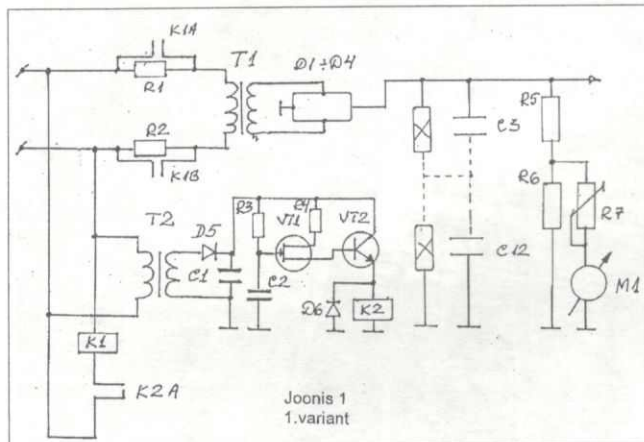 K1A
T1
D1÷D4
R1
R2
K1B
C3
R5
R6
R7
T2
D5
R3
R4
VT1
VT2
C1
C2
D6
K2
C12
M1
K1
K2A
Joonis 1
1.variant